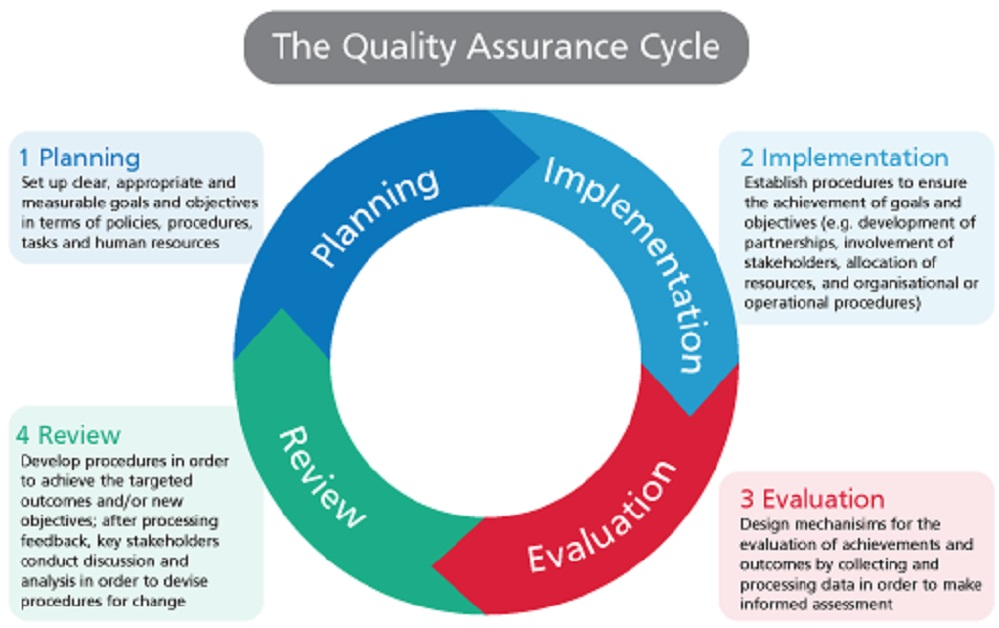 The Quality Assurance Cycle
1 Planning
Set up clear, appropriate and
measurable goals and objectives
in terms of policies, procedures,
tasks and human resources
2 Implementation
Establish procedures to ensure
the achievement of goals and
objectives (e.g. development of
partnerships, involvement of
stakeholders, allocation of
resources, and organisational or
operational procedures)
Planning
Implementation
Evaluation
Review
4 Review
Develop procedures in order
to achieve the targeted
outcomes and/or new
objectives; after processing
feedback, key stakeholders
conduct discussion and
analysis in order to devise
procedures for change
3 Evaluation
Design mechanisims for the
evaluation of achievements and
outcomes by collecting and
processing data in order to make
informed assessment